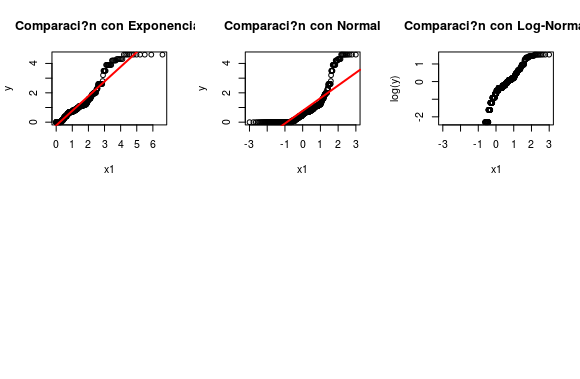 Comparaci?n con Exponencia
Comparaci?n con Normal
Comparaci?n con Log-Norma
y
0 2 4
0 1 2 3 4 5 6
x1
y
0 2 4
-3 -1 0 1 2 3
x1
log(y)
-2 0 1
-3 -1 0 1 2 3
x1